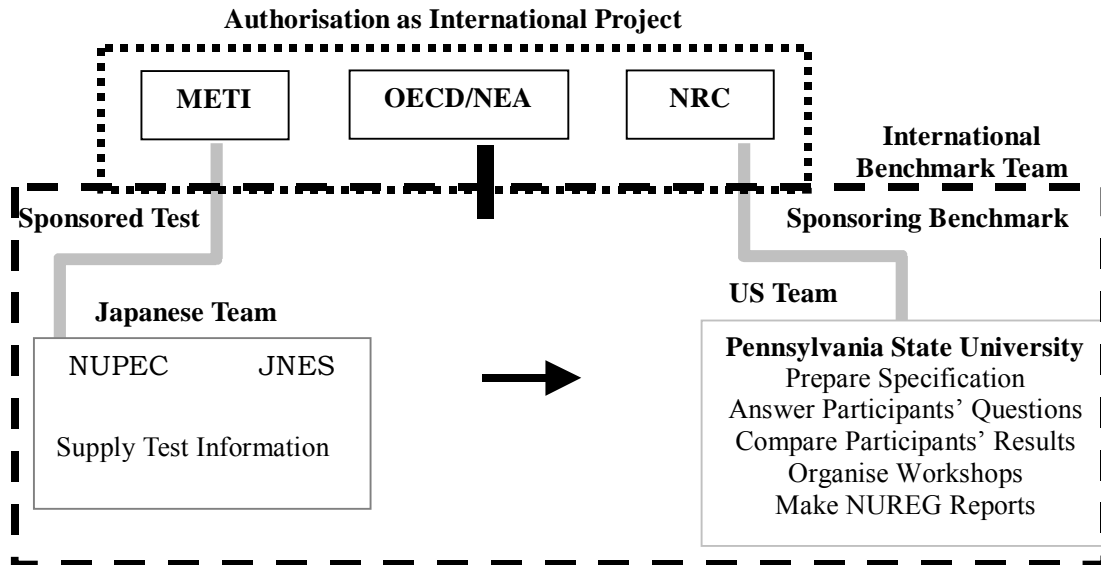 Authorisation as International Project
METI
OECD/NEA
NRC
International
Benchmark Team
Sponsored Test
Sponsoring Benchmark
Japanese Team
US Team
NUPEC JNES
Supply Test Information
Pennsylvania State University
Prepare Specification
Answer Participants’ Questions
Compare Participants’ Results
Organise Workshops
Make NUREG Reports